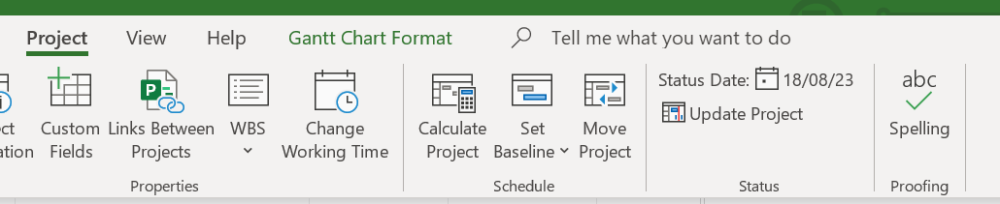 Project View Help Gantt Chart Format Tell me what you want to do
Custom Fields
Links Between Projects
WBS
Change Working Time
Properties
Calculate Project
Set Baseline
Move Project
Schedule
Status Date: 18/08/23
Update Project
Status
abc
Spelling
Proofing